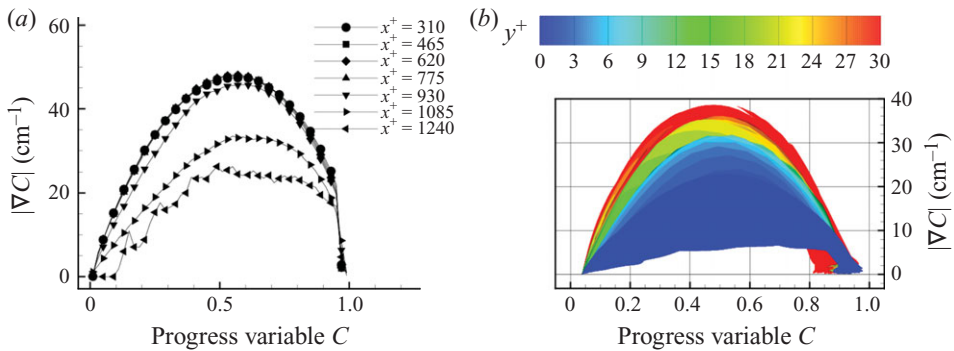 (a)
60
40
20
0
|∇C| (cm⁻¹)
0
0.5
1.0
Progress variable C
x⁺ = 310
x⁺ = 465
x⁺ = 620
x⁺ = 775
x⁺ = 930
x⁺ = 1085
x⁺ = 1240
(b)
y⁺
0 3 6 9 12 15 18 21 24 27 30
40
30
20
10
0
|∇C| (cm⁻¹)
0 0.2 0.4 0.6 0.8 1.0
Progress variable C